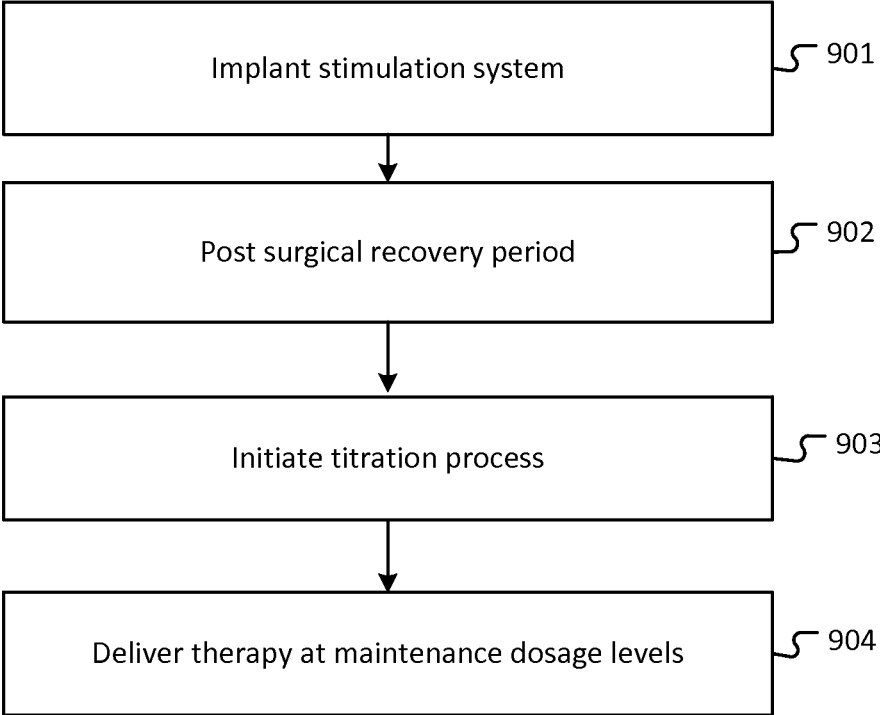 Implant stimulation system
901
Post surgical recovery period
902
Initiate titration process
903
Deliver therapy at maintenance dosage levels
904